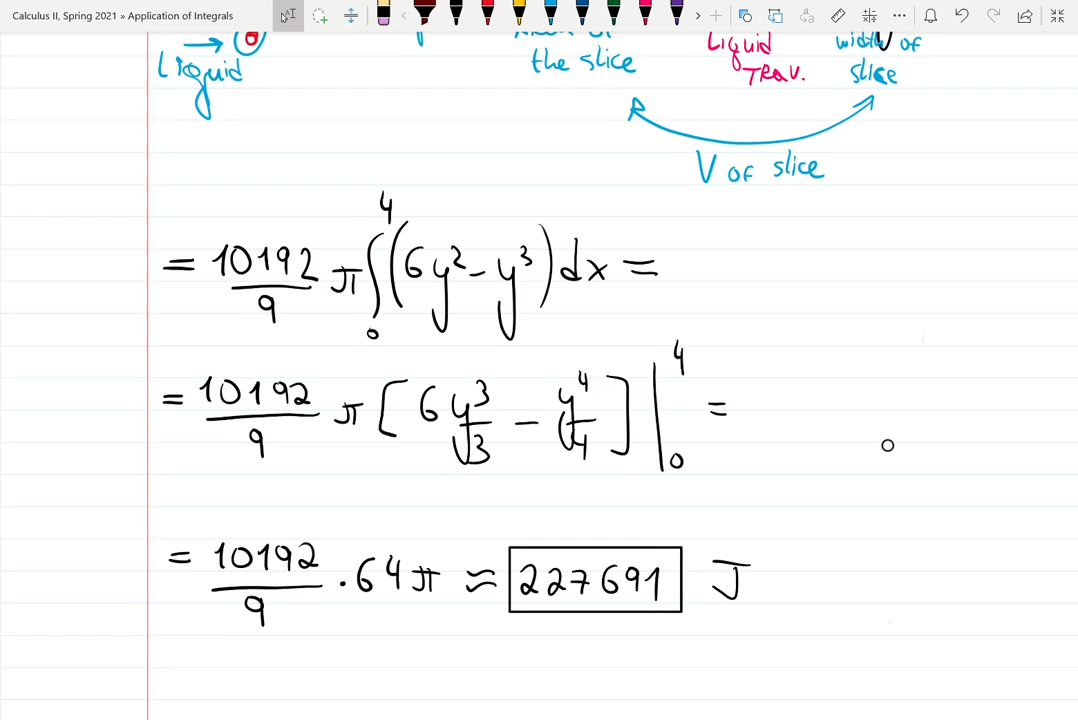 Calculus II, Spring 2021 » Application of Integrals
Liquid
the slice
Liquid
Trav.
width of
slice
V of slice
= 10192/9 π ∫₀⁴ (6y² - y³) dx =
= 10192/9 π [6 y³/3 - y⁴/4] |₀⁴ =
= 10192/9 · 64π ≈ 227691 J